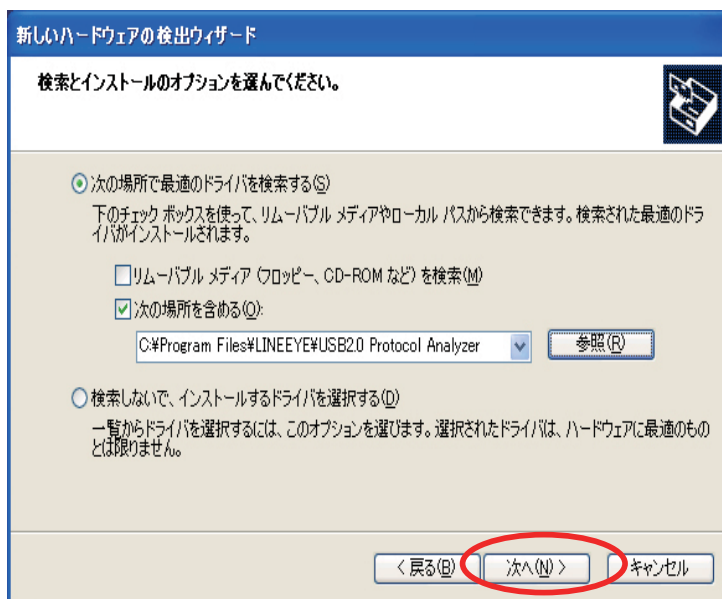 新しいハードウェアの検出ウィザード
検索とインストールのオプションを選んでください。
次の場所で最適のドライバを検索する(S)
下のチェック ボックスを使って、リムーバブル メディアやローカル パスから検索できます。検索された最適のドラ
イバがインストールされます。
リムーバブル メディア (フロッピー、CD-ROM など) を検索(M)
次の場所を含める(O):
C:¥Program Files¥LINEEYE¥USB2.0 Protocol Analyzer
参照(R)
検索しないで、インストールするドライバを選択する(D)
一覧からドライバを選択するには、このオプションを選びます。選択されたドライバは、ハードウェアに最適のもの
とは限りません。
< 戻る(B) 次へ(N) > キャンセル